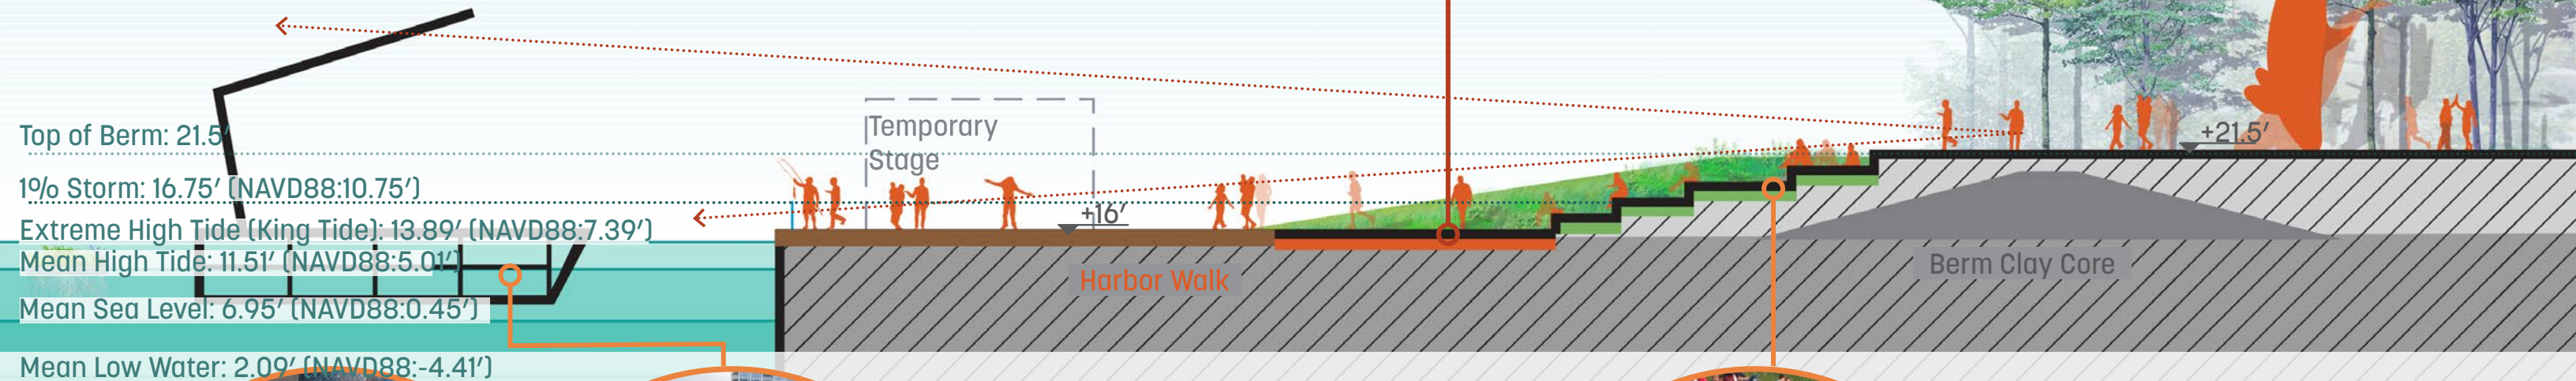 Top of Berm: 21.5′
1% Storm: 16.75′ (NAVD88:10.75′)
Extreme High Tide (King Tide): 13.89′ (NAVD88:7.39′)
Mean High Tide: 11.51′ (NAVD88:5.01′)
Mean Sea Level: 6.95′ (NAVD88:0.45′)
Mean Low Water: 2.09′ (NAVD88:-4.41′)
Temporary
Stage
+16′
Harbor Walk
+21.5′
Berm Clay Core